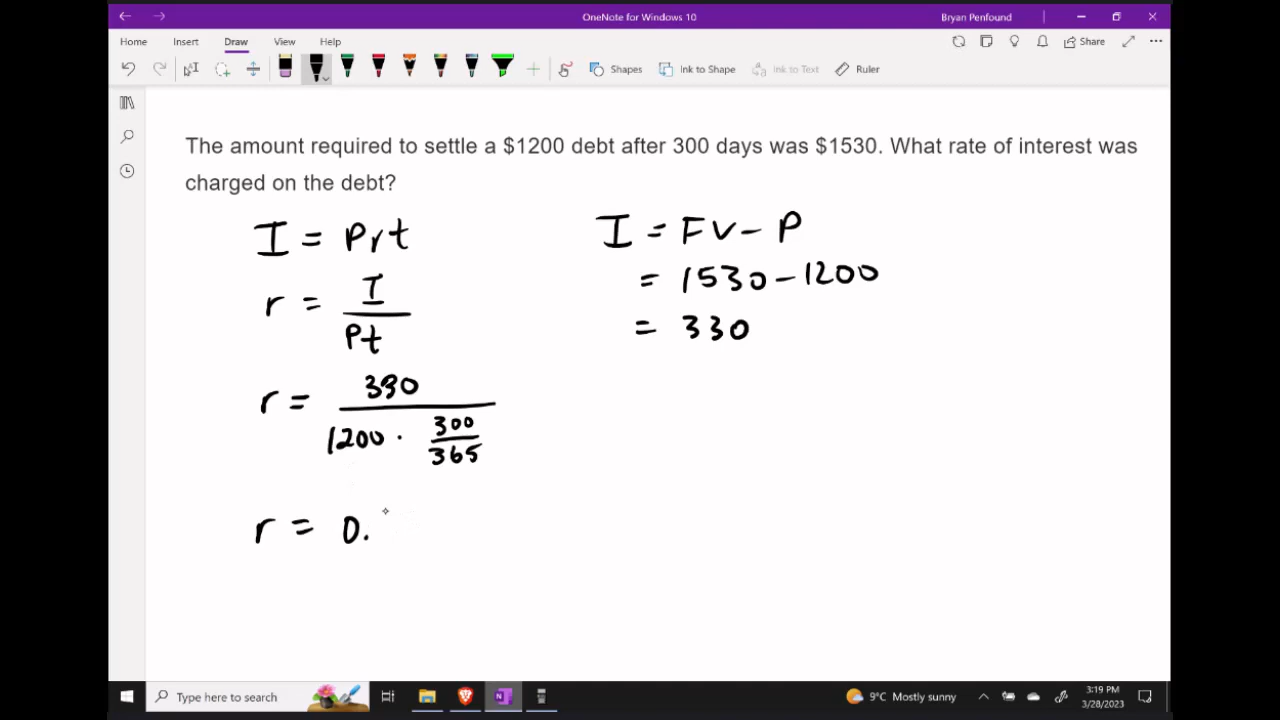 OneNote for Windows 10
Bryan Penfound
Home Insert Draw View Help
Share
Shapes Ink to Shape Ink to Text Ruler
The amount required to settle a $1200 debt after 300 days was $1530. What rate of interest was
charged on the debt?
I = Prt
r = I / Pt
r = 330 / 1200 · 300/365
r = 0.
I = FV - P
= 1530 - 1200
= 330
Type here to search
9°C Mostly sunny
3:19 PM
3/28/2023